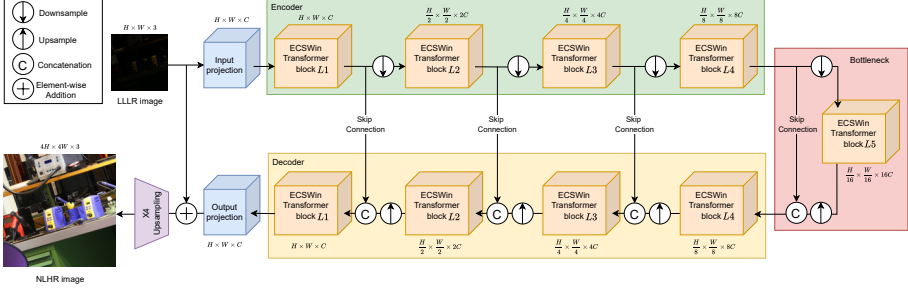 Downsample
Upsample
C
Concatenation
Element-wise
Addition
H × W × 3
LLLR image
H × W × C
Input
projection
Encoder
H × W × C
ECSWin
Transformer
block L1
H/2 × W/2 × 2C
ECSWin
Transformer
block L2
H/4 × W/4 × 4C
ECSWin
Transformer
block L3
H/8 × W/8 × 8C
ECSWin
Transformer
block L4
Bottleneck
ECSWin
Transformer
block L5
H/16 × W/16 × 16C
Skip
Connection
Skip
Connection
Skip
Connection
Skip
Connection
4H × 4W × 3
NLHR image
X4
Upsampling
Output
projection
H × W × C
Decoder
ECSWin
Transformer
block L1
H × W × C
C
ECSWin
Transformer
block L2
H/2 × W/2 × 2C
C
ECSWin
Transformer
block L3
H/4 × W/4 × 4C
C
ECSWin
Transformer
block L4
H/8 × W/8 × 8C
C